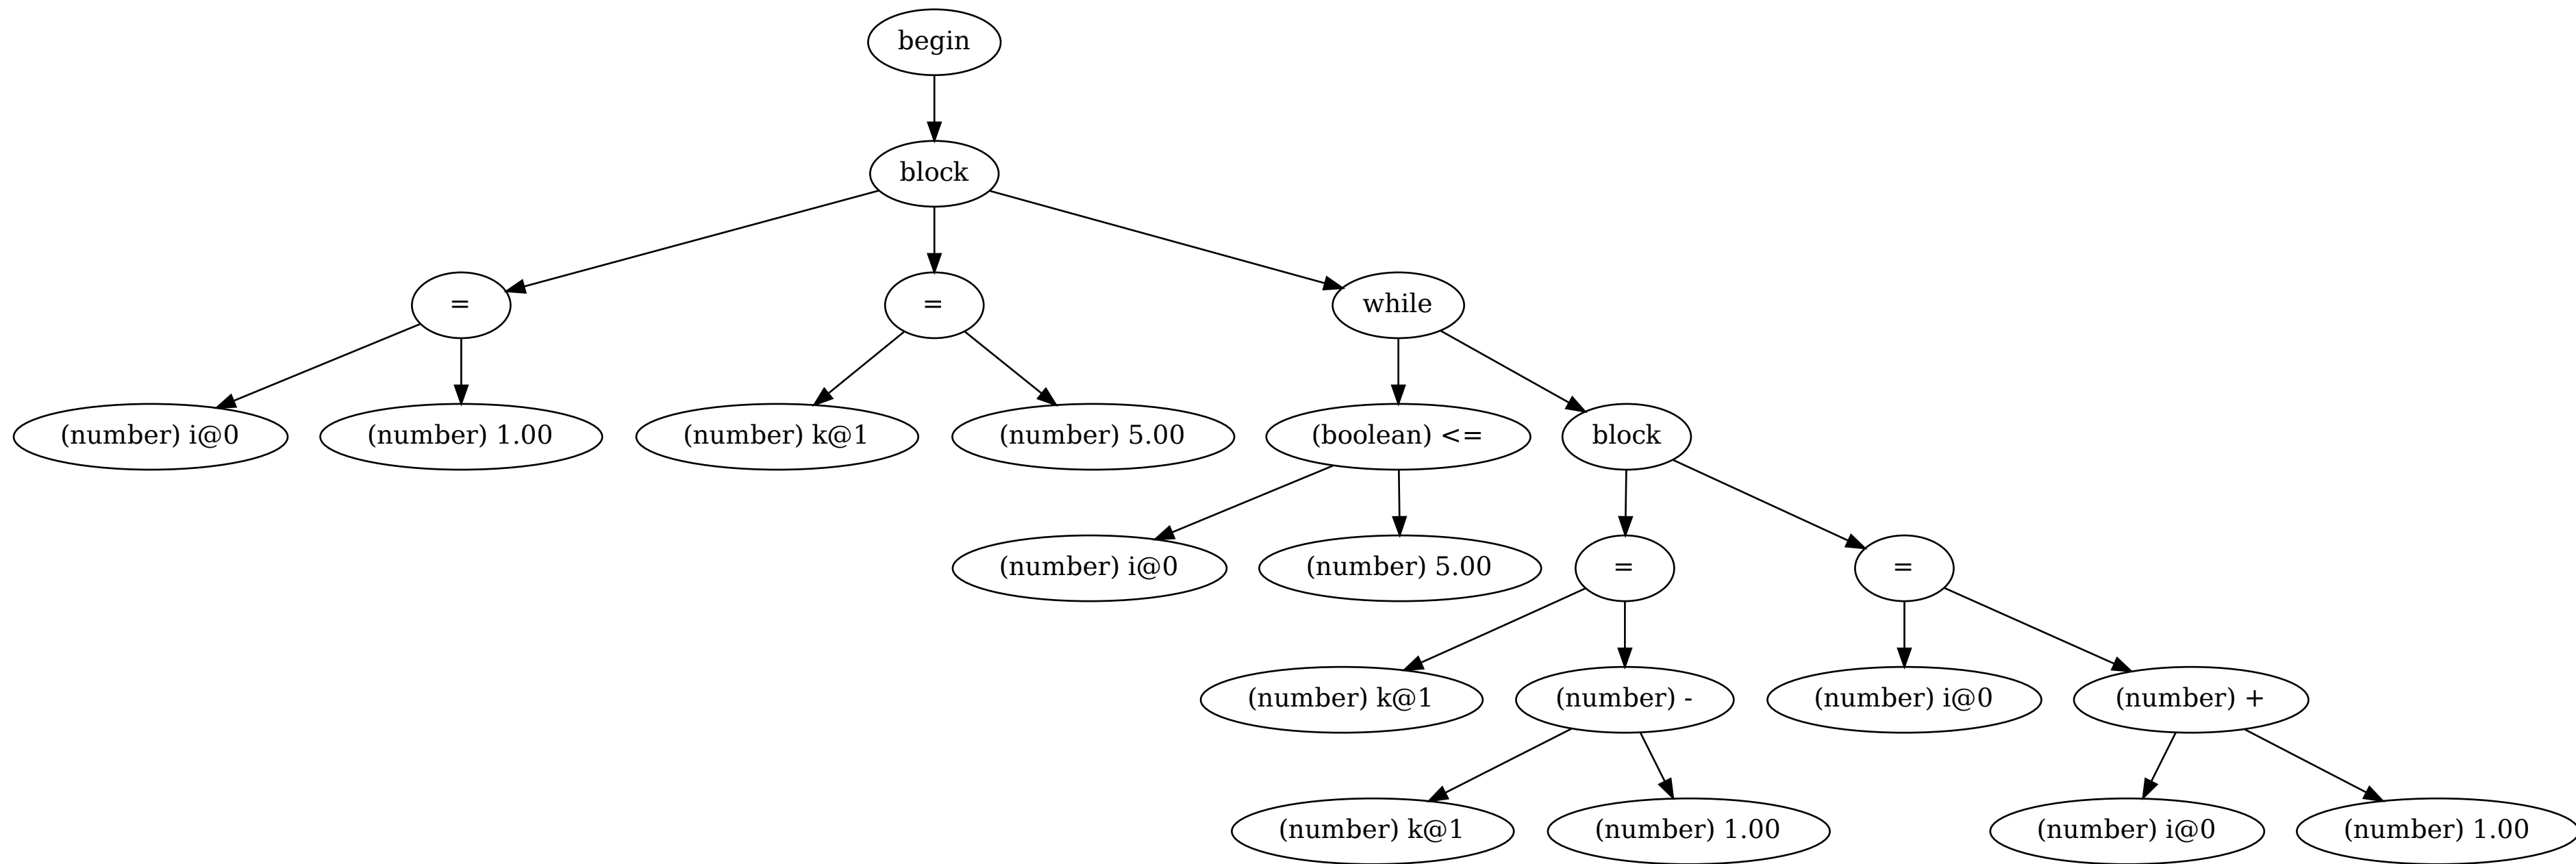 begin
block
=
=
while
(number) i@0
(number) 1.00
(number) k@1
(number) 5.00
(boolean) <=
block
(number) i@0
(number) 5.00
=
=
(number) k@1
(number) -
(number) i@0
(number) +
(number) k@1
(number) 1.00
(number) i@0
(number) 1.00